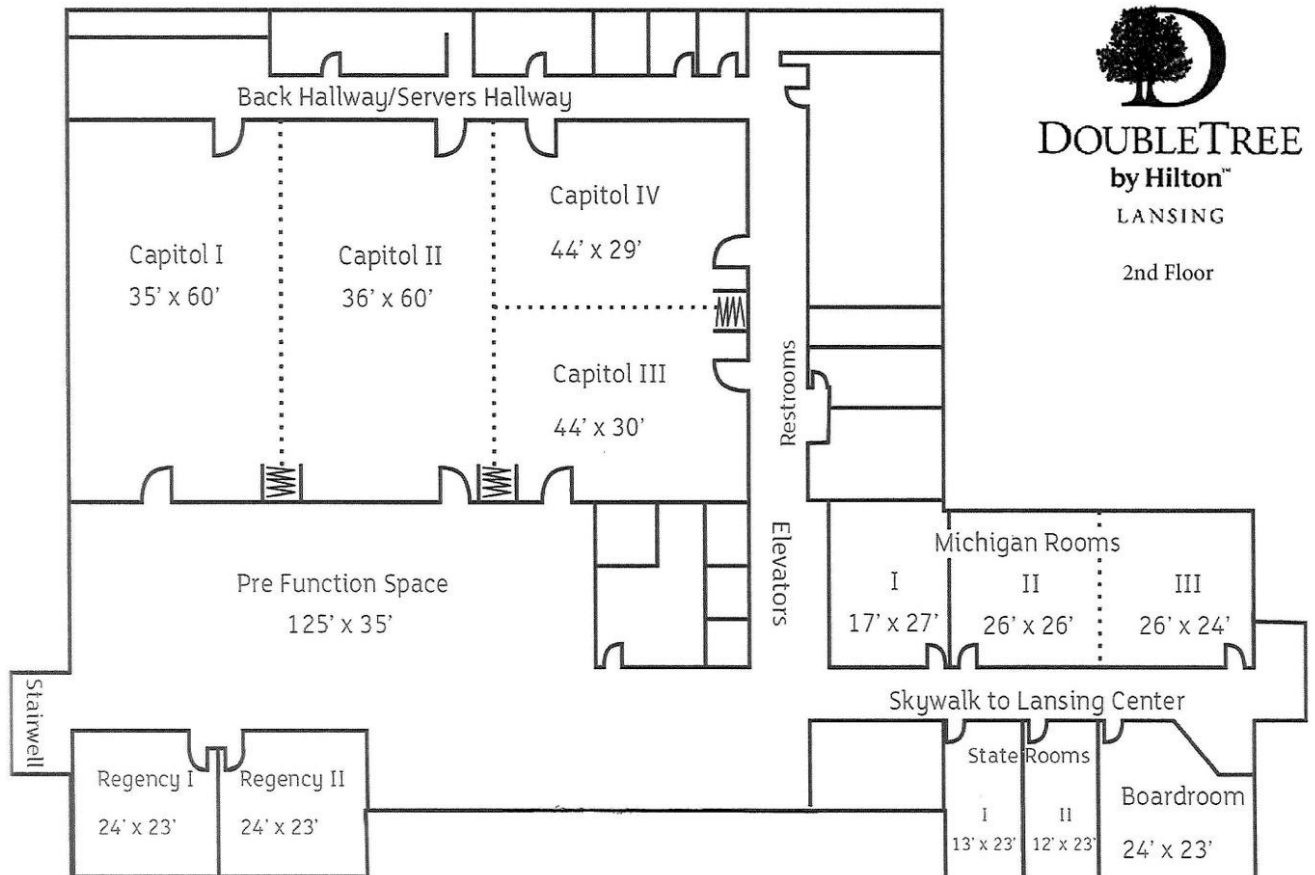 DOUBLETREE
by Hilton™
LANSING
2nd Floor
Back Hallway/Servers Hallway
Capitol I
35' x 60'
Capitol II
36' x 60'
Capitol IV
44' x 29'
Capitol III
44' x 30'
Restrooms
Elevators
Pre Function Space
125' x 35'
Michigan Rooms
I
17' x 27'
II
26' x 26'
III
26' x 24'
Skywalk to Lansing Center
Stairwell
Regency I
24' x 23'
Regency II
24' x 23'
State Rooms
I
13' x 23'
II
12' x 23'
Boardroom
24' x 23'